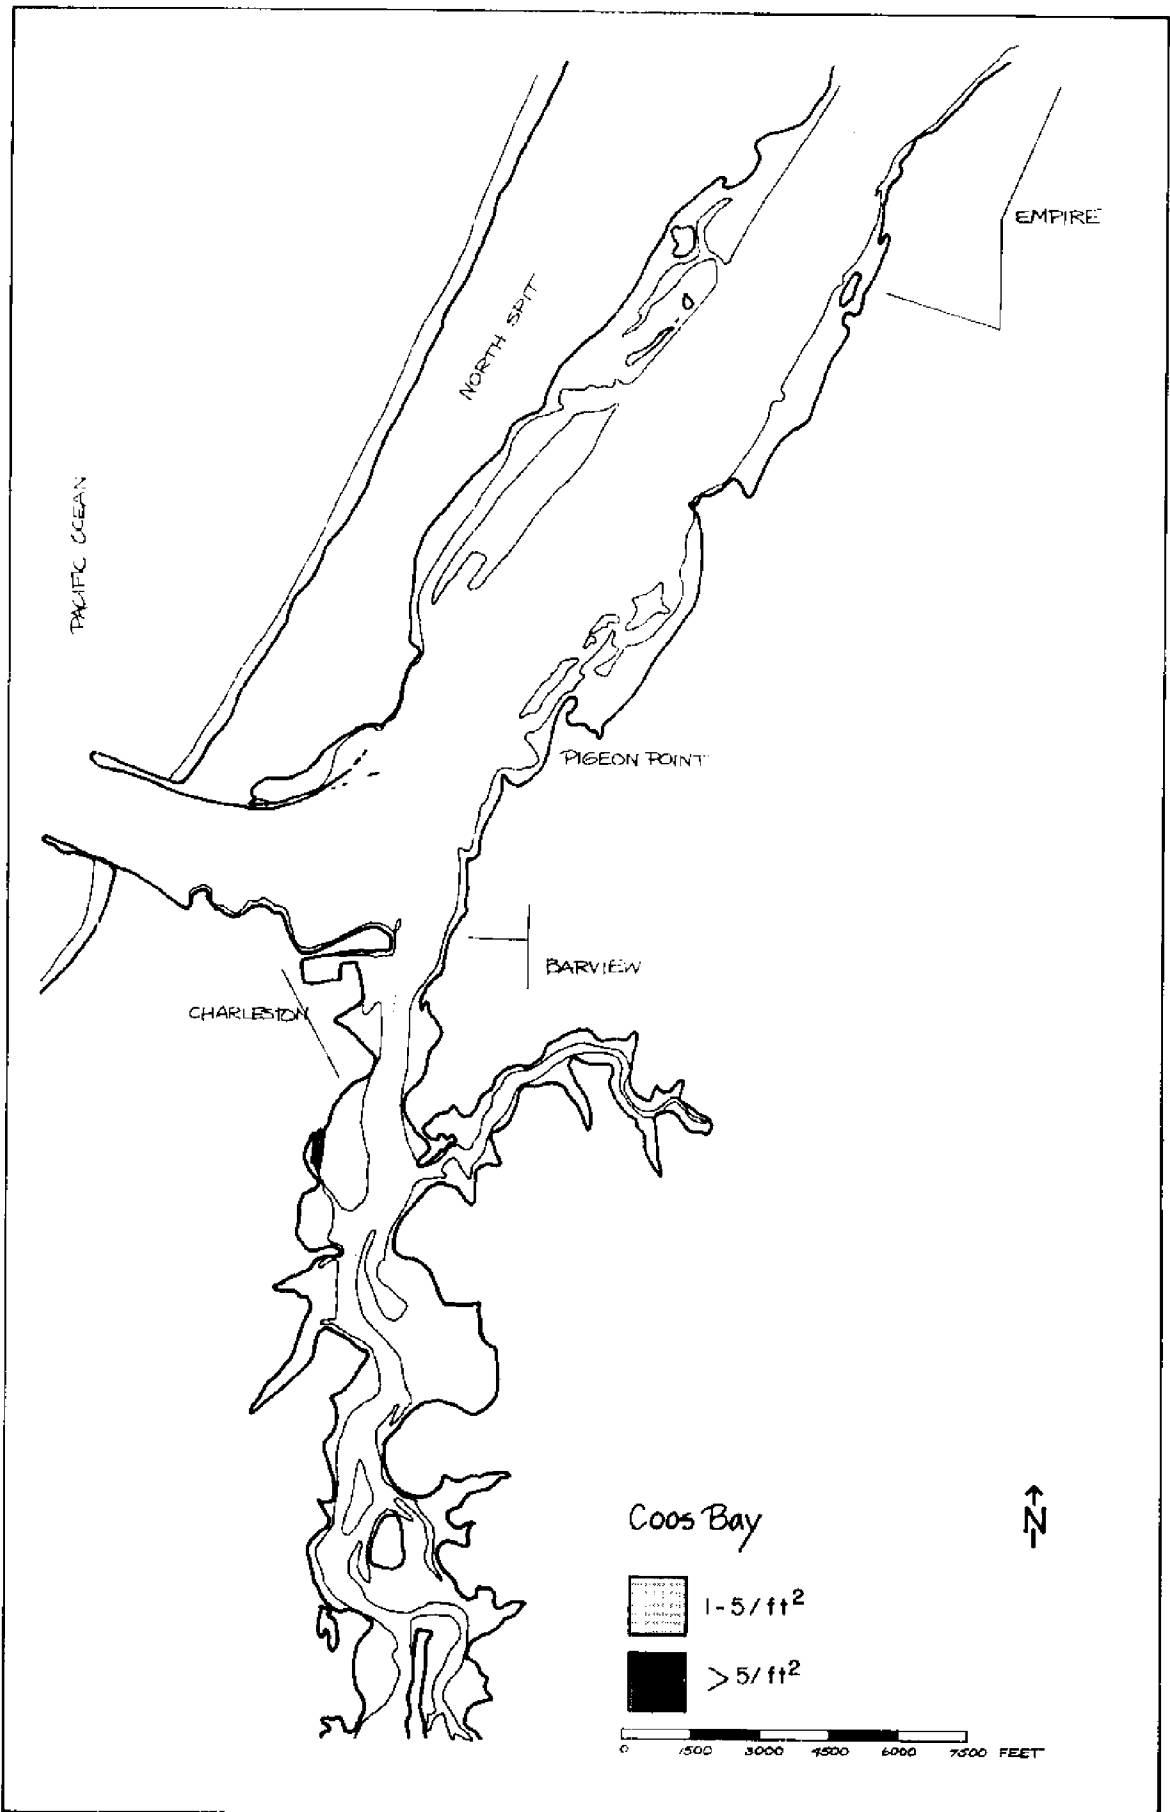 EMPIRE
NORTH SPIT
PACIFIC OCEAN
PIGEON POINT
BARVIEW
CHARLESTON
Coos Bay
N
1-5/ft²
>5/ft²
0 1500 3000 4500 6000 7500 FEET